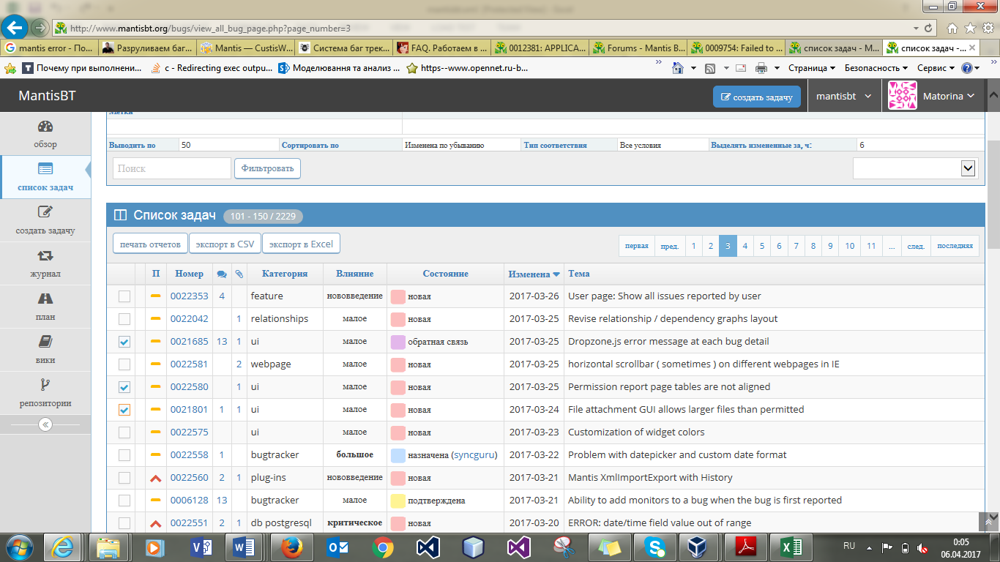 http://www.mantisbt.org/bugs/view_all_bug_page.php?page_number=3
mantis error - По... Разруливаем баг... Mantis — CustisW... Система баг трек... FAQ. Работаем в ... 0012381: APPLICA... Forums - Mantis B... 0009754: Failed to ... список задач - М... список задач -...
Почему при выполнени... c - Redirecting exec outpu... Моделювання та анализ ... https--www.opennet.ru-b... Страница Безопасность Сервис
MantisBT создать задачу mantisbt Matorina
Метки
обзор
список задач
создать задачу
журнал
план
вики
репозитории
Выводить по 50 Сортировать по Изменена по убыванию Тип соответствия Все условия Выделять измененные за, ч: 6
Поиск Фильтровать
Список задач 101 - 150 / 2229
печать отчетов экспорт в CSV экспорт в Excel первая пред. 1 2 3 4 5 6 7 8 9 10 11 ... след. последняя
П Номер Категория Влияние Состояние Изменена Тема
0022353 4 feature нововведение новая 2017-03-26 User page: Show all issues reported by user
0022042 1 relationships малое новая 2017-03-25 Revise relationship / dependency graphs layout
0021685 13 1 ui малое обратная связь 2017-03-25 Dropzone.js error message at each bug detail
0022581 2 webpage малое новая 2017-03-25 horizontal scrollbar ( sometimes ) on different webpages in IE
0022580 1 ui малое новая 2017-03-25 Permission report page tables are not aligned
0021801 1 1 ui малое новая 2017-03-24 File attachment GUI allows larger files than permitted
0022575 ui малое новая 2017-03-23 Customization of widget colors
0022558 1 bugtracker большое назначена (syncguru) 2017-03-22 Problem with datepicker and custom date format
0022560 2 1 plug-ins нововведение новая 2017-03-21 Mantis XmlImportExport with History
0006128 13 bugtracker малое подтверждена 2017-03-21 Ability to add monitors to a bug when the bug is first reported
0022551 2 1 db postgresql критическое новая 2017-03-20 ERROR: date/time field value out of range
RU 0:05
06.04.2017